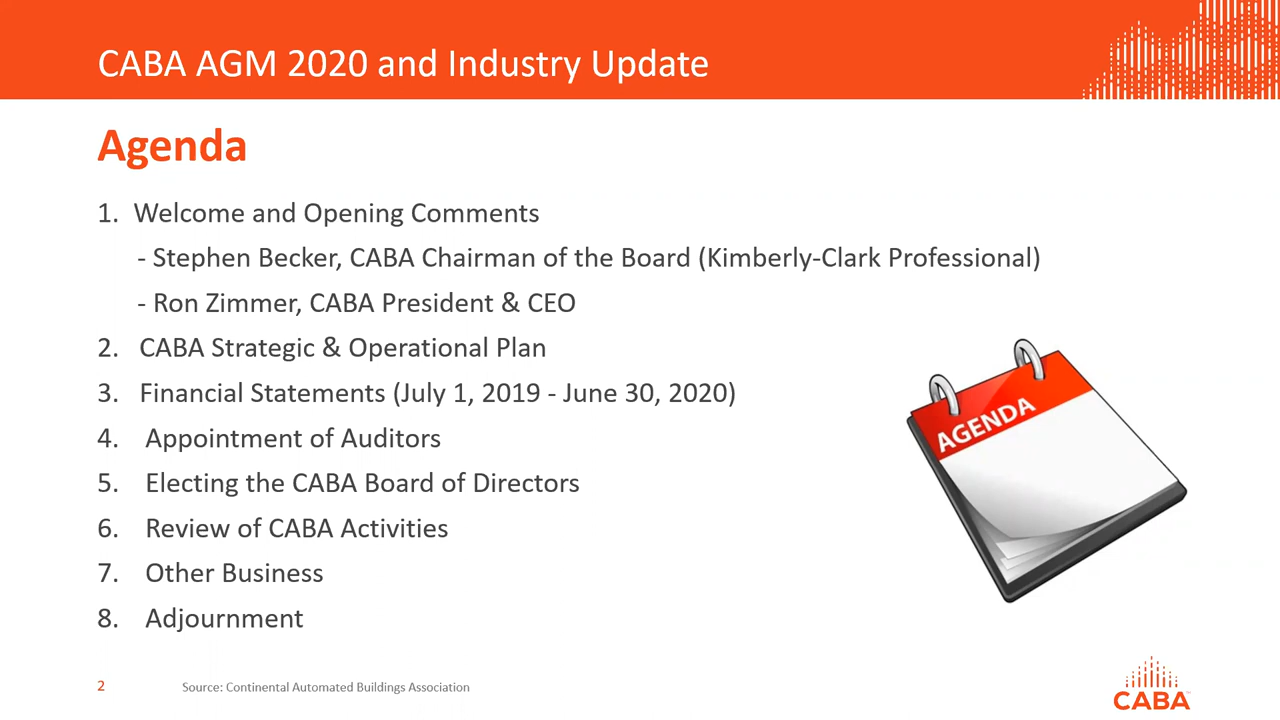 CABA AGM 2020 and Industry Update
Agenda
1. Welcome and Opening Comments
- Stephen Becker, CABA Chairman of the Board (Kimberly-Clark Professional)
- Ron Zimmer, CABA President & CEO
2. CABA Strategic & Operational Plan
3. Financial Statements (July 1, 2019 - June 30, 2020)
4. Appointment of Auditors
AGENDA
5. Electing the CABA Board of Directors
6. Review of CABA Activities
7. Other Business
8. Adjournment
2
Source: Continental Automated Buildings Association
CABA